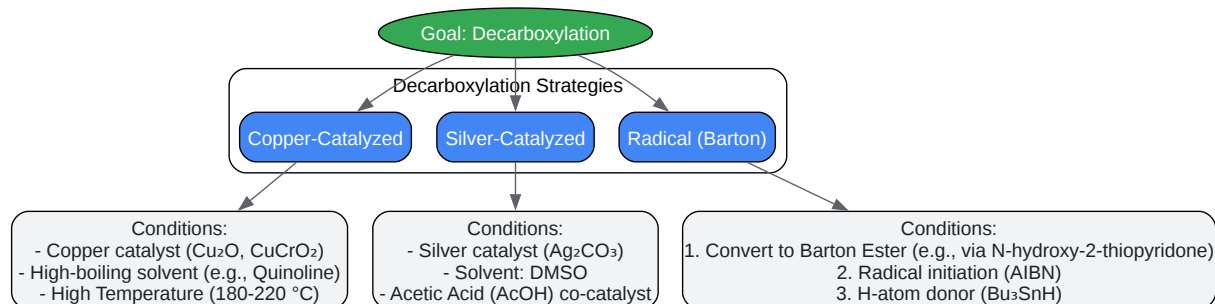 Goal: Decarboxylation
Decarboxylation Strategies
Copper-Catalyzed
Silver-Catalyzed
Radical (Barton)
Conditions:
- Copper catalyst (Cu₂O, CuCrO₂)
- High-boiling solvent (e.g., Quinoline)
- High Temperature (180-220 °C)
Conditions:
- Silver catalyst (Ag₂CO₃)
- Solvent: DMSO
- Acetic Acid (AcOH) co-catalyst
Conditions:
1. Convert to Barton Ester (e.g., via N-hydroxy-2-thiopyridone)
2. Radical initiation (AIBN)
3. H-atom donor (Bu₃SnH)